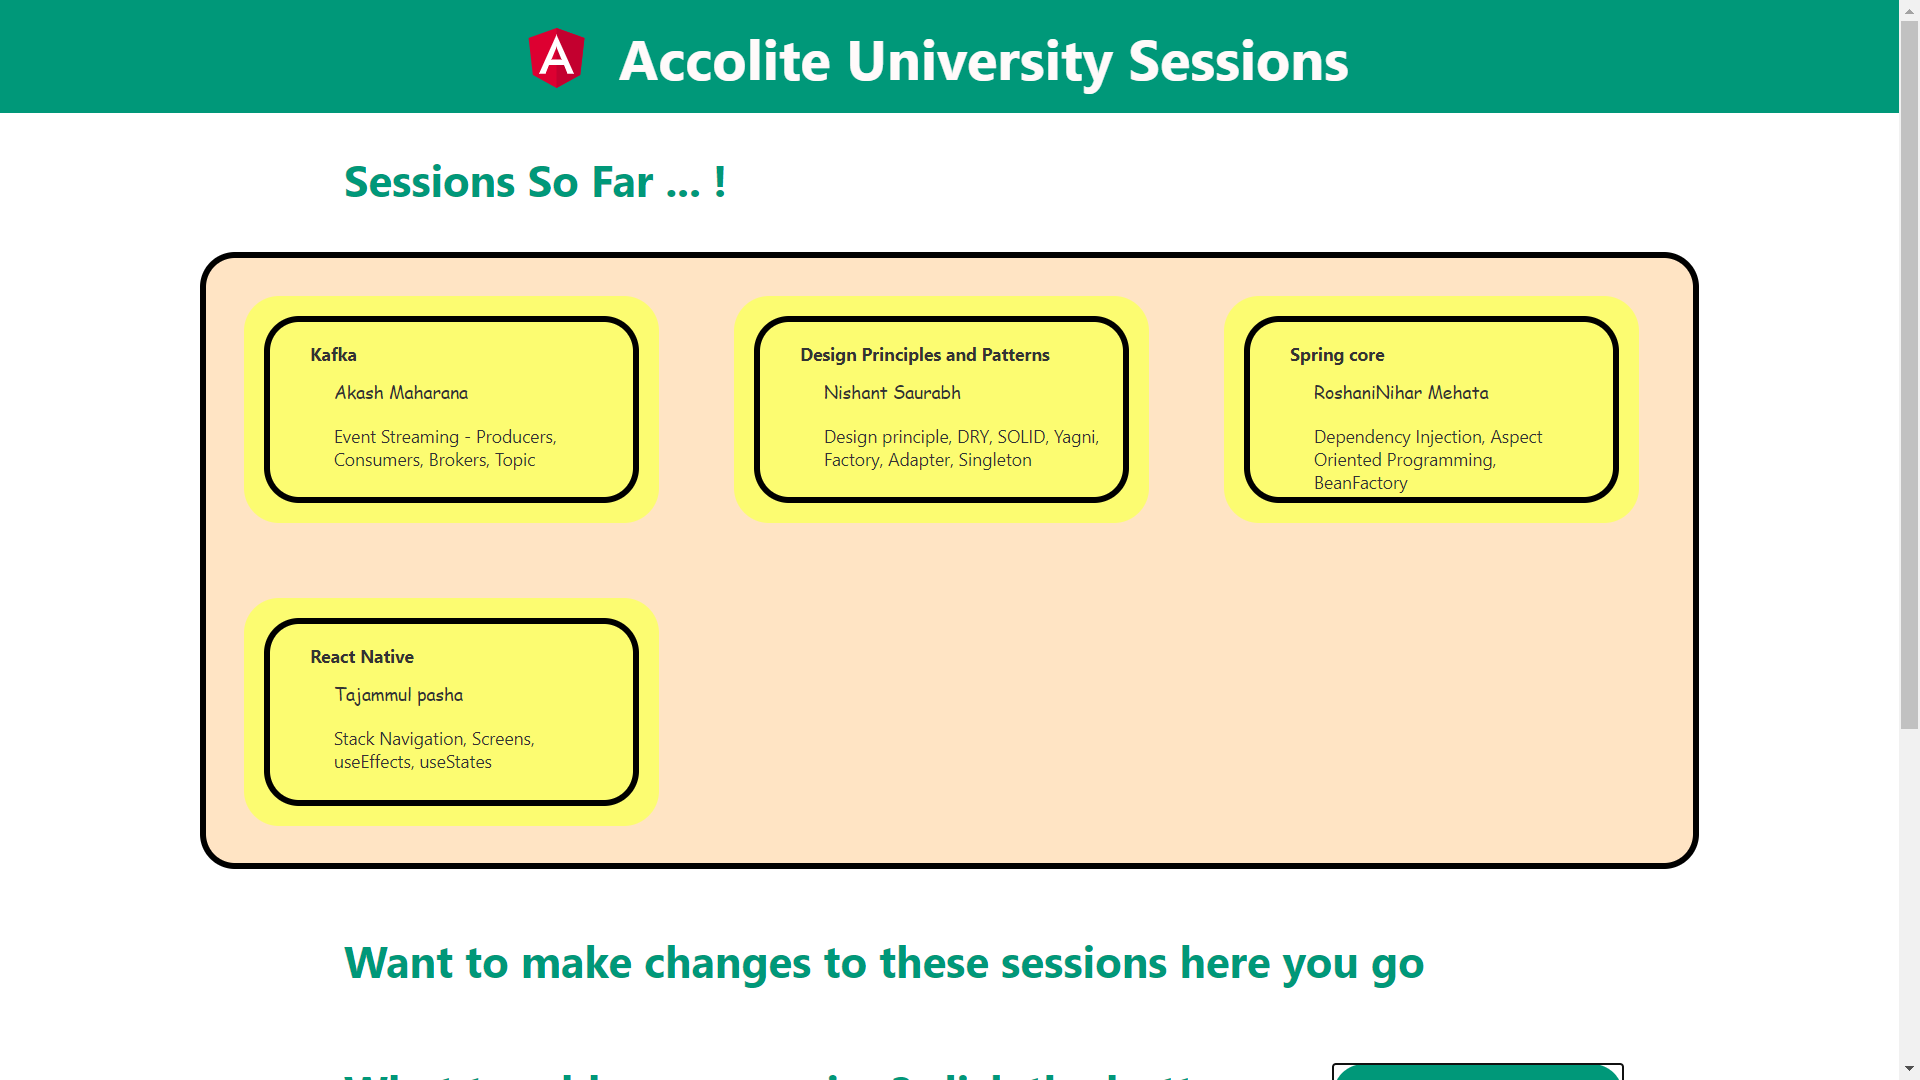 Accolite University Sessions
Sessions So Far ... !
Kafka
Akash Maharana
Event Streaming - Producers,
Consumers, Brokers, Topic
Design Principles and Patterns
Nishant Saurabh
Design principle, DRY, SOLID, Yagni,
Factory, Adapter, Singleton
Spring core
RoshaniNihar Mehata
Dependency Injection, Aspect
Oriented Programming,
BeanFactory
React Native
Tajammul pasha
Stack Navigation, Screens,
useEffects, useStates
Want to make changes to these sessions here you go